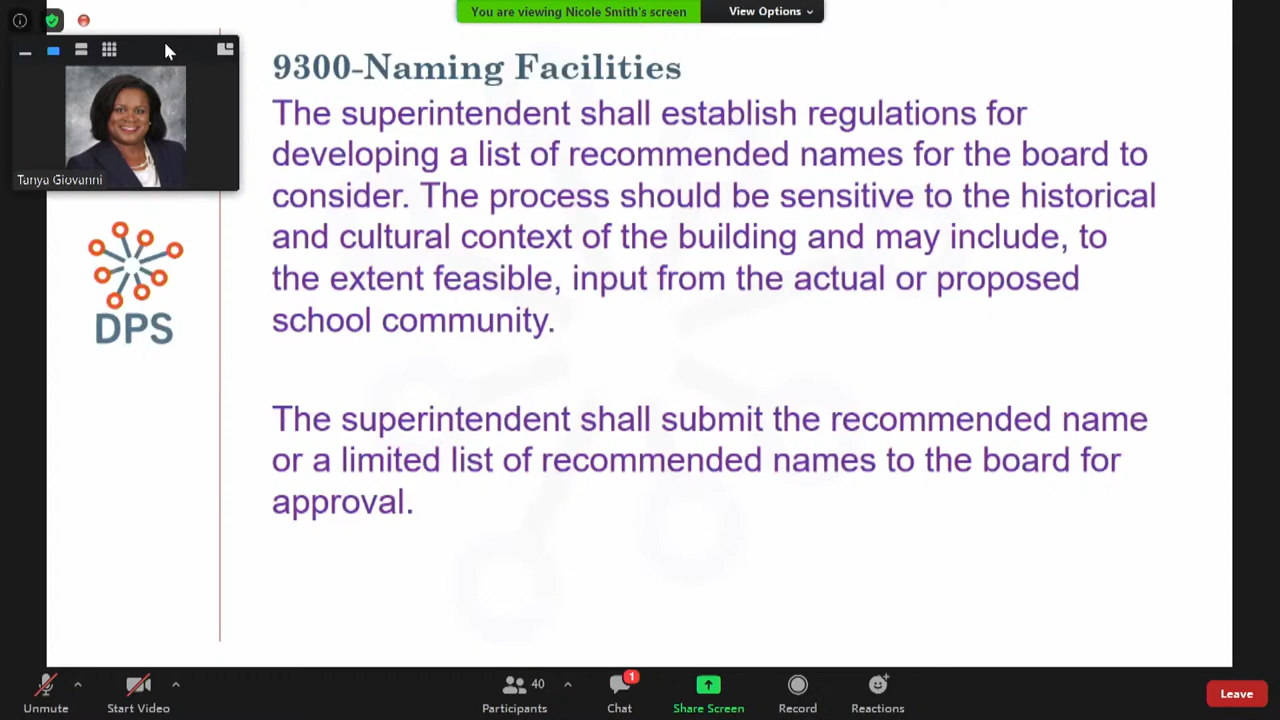 You are viewing Nicole Smith's screen
View Options
Tanya Giovanni
DPS
9300-Naming Facilities
The superintendent shall establish regulations for
developing a list of recommended names for the board to
consider. The process should be sensitive to the historical
and cultural context of the building and may include, to
the extent feasible, input from the actual or proposed
school community.
The superintendent shall submit the recommended name
or a limited list of recommended names to the board for
approval.
Unmute
Start Video
40
Participants
1
Chat
Share Screen
Record
Reactions
Leave